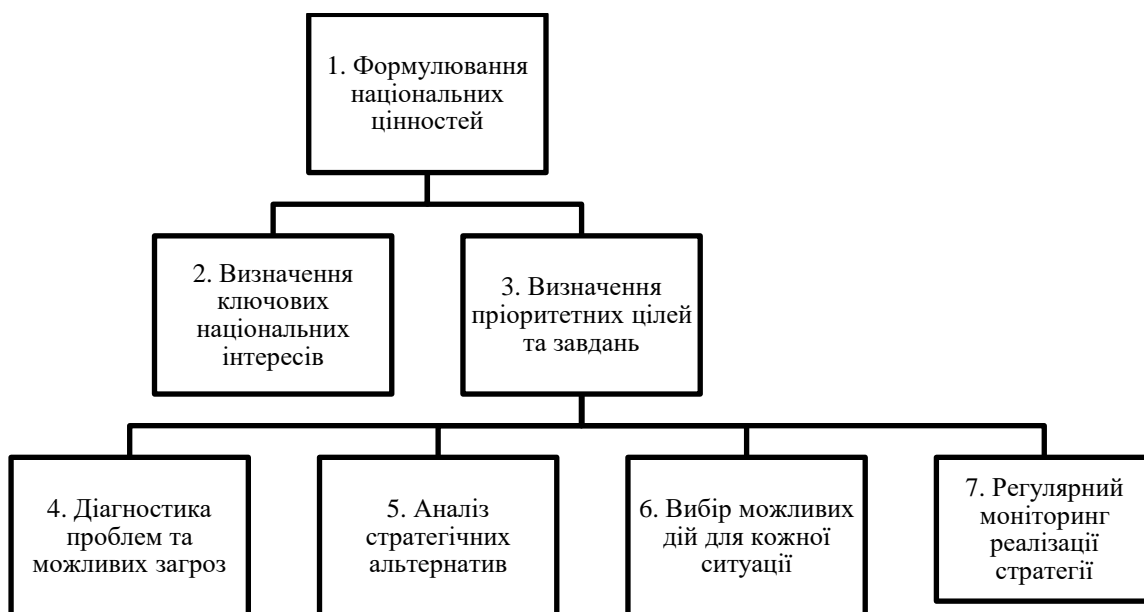 1. Формулювання
національних
цінностей
2. Визначення
ключових
національних
інтересів
3. Визначення
пріоритетних цілей
та завдань
4. Діагностика
проблем та
можливих загроз
5. Аналіз
стратегічних
альтернатив
6. Вибір можливих
дій для кожної
ситуації
7. Регулярний
моніторинг
реалізації
стратегії